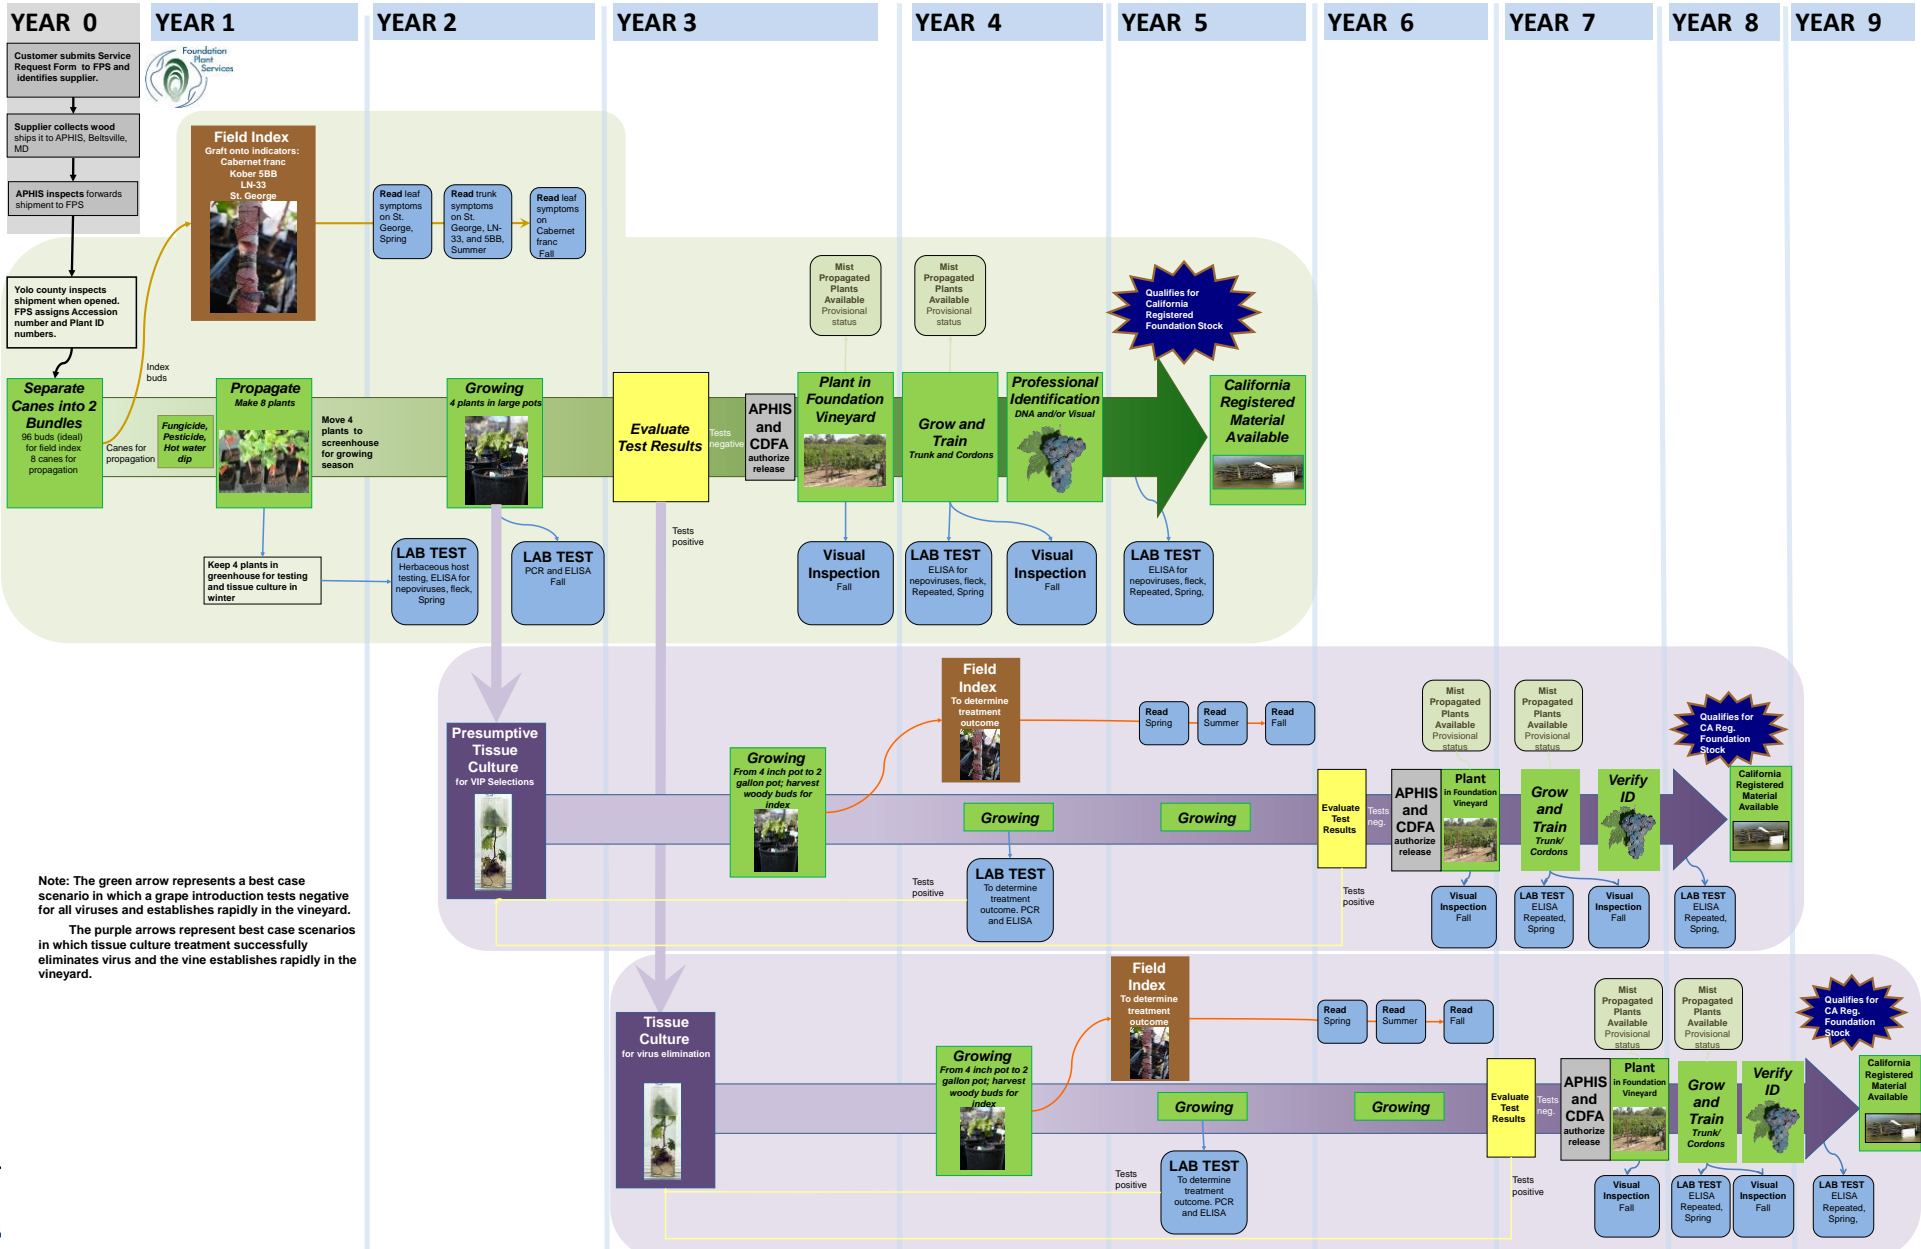 YEAR 0
YEAR 1
YEAR 2
YEAR 3
YEAR 4
YEAR 5
YEAR 6
YEAR 7
YEAR 8
YEAR 9
Customer submits Service
Request Form to FPS and
identifies supplier.
Foundation
Plant
Services
Supplier collects wood
ships it to APHIS, Beltsville,
MD
APHIS inspects forwards
shipment to FPS
Yolo county inspects
shipment when opened.
FPS assigns Accession
number and Plant ID
numbers.
Field Index
Graft onto indicators:
Cabernet franc
Kober 5BB
LN-33
St. George
Read leaf
symptoms
on St.
George,
Spring
Read trunk
symptoms
on St.
George, LN-
33, and 5BB,
Summer
Read leaf
symptoms
on
Cabernet
franc
Fall
Mist
Propagated
Plants
Available
Provisional
status
Mist
Propagated
Plants
Available
Provisional
status
Qualifies for
California
Registered
Foundation Stock
Index
buds
Separate
Canes into 2
Bundles
96 buds (ideal)
for field index
8 canes for
propagation
Canes for
propagation
Fungicide,
Pesticide,
Hot water
dip
Propagate
Make 8 plants
Move 4
plants to
screenhouse
for growing
season
Growing
4 plants in large pots
Evaluate
Test Results
Tests
negative
APHIS
and
CDFA
authorize
release
Plant in
Foundation
Vineyard
Grow and
Train
Trunk and Cordons
Professional
Identification
DNA and/or Visual
California
Registered
Material
Available
Tests
positive
Keep 4 plants in
greenhouse for testing
and tissue culture in
winter
LAB TEST
Herbaceous host
testing, ELISA for
nepoviruses, fleck,
Spring
LAB TEST
PCR and ELISA
Fall
Visual
Inspection
Fall
LAB TEST
ELISA for
nepoviruses, fleck,
Repeated, Spring
Visual
Inspection
Fall
LAB TEST
ELISA for
nepoviruses, fleck,
Repeated, Spring,
Presumptive
Tissue
Culture
for VIP Selections
Growing
From 4 inch pot to 2
gallon pot; harvest
woody buds for
index
Field
Index
To determine
treatment
outcome
Growing
Growing
Read
Spring
Read
Summer
Read
Fall
Tests
positive
LAB TEST
To determine
treatment
outcome. PCR
and ELISA
Evaluate
Test
Results
Tests
neg.
Tests
positive
APHIS
and
CDFA
authorize
release
Plant
in Foundation
Vineyard
Mist
Propagated
Plants
Available
Provisional
status
Mist
Propagated
Plants
Available
Provisional
status
Grow
and
Train
Trunk/
Cordons
Verify
ID
Qualifies for
CA Reg.
Foundation
Stock
California
Registered
Material
Available
Visual
Inspection
Fall
LAB TEST
ELISA
Repeated,
Spring
Visual
Inspection
Fall
LAB TEST
ELISA
Repeated,
Spring,
Note: The green arrow represents a best case
scenario in which a grape introduction tests negative
for all viruses and establishes rapidly in the vineyard.
The purple arrows represent best case scenarios
in which tissue culture treatment successfully
eliminates virus and the vine establishes rapidly in the
vineyard.
Tissue
Culture
for virus elimination
Growing
From 4 inch pot to 2
gallon pot; harvest
woody buds for
index
Field
Index
To determine
treatment
outcome
Growing
Growing
Read
Spring
Read
Summer
Read
Fall
Tests
positive
LAB TEST
To determine
treatment
outcome. PCR
and ELISA
Evaluate
Test
Results
Tests
neg.
Tests
positive
APHIS
and
CDFA
authorize
release
Plant
in Foundation
Vineyard
Mist
Propagated
Plants
Available
Provisional
status
Mist
Propagated
Plants
Available
Provisional
status
Grow
and
Train
Trunk/
Cordons
Verify
ID
Qualifies for
CA Reg.
Foundation
Stock
California
Registered
Material
Available
Visual
Inspection
Fall
LAB TEST
ELISA
Repeated,
Spring
Visual
Inspection
Fall
LAB TEST
ELISA
Repeated,
Spring,